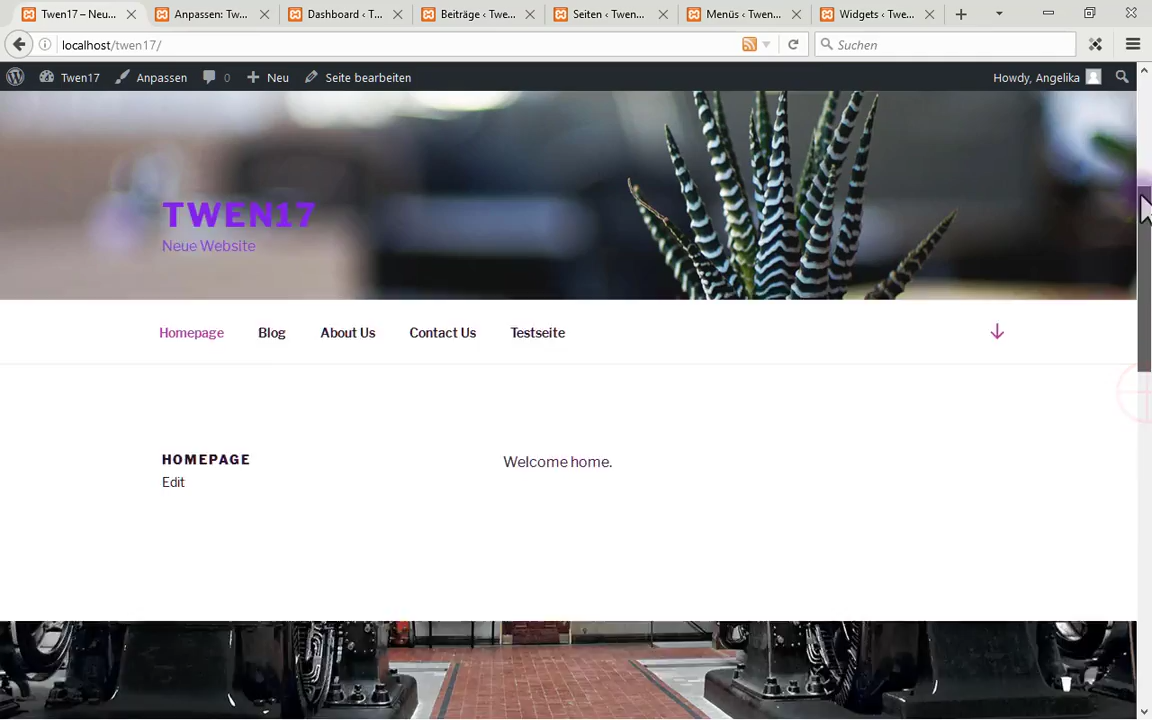 Twen17 – Neu...
Anpassen: Tw...
Dashboard ‹ T...
Beiträge ‹ Twe...
Seiten ‹ Twen...
Menüs ‹ Twen...
Widgets ‹ Twe...
localhost/twen17/
Suchen
Twen17
Anpassen
0
Neu
Seite bearbeiten
Howdy, Angelika
TWEN17
Neue Website
Homepage
Blog
About Us
Contact Us
Testseite
HOMEPAGE
Edit
Welcome home.